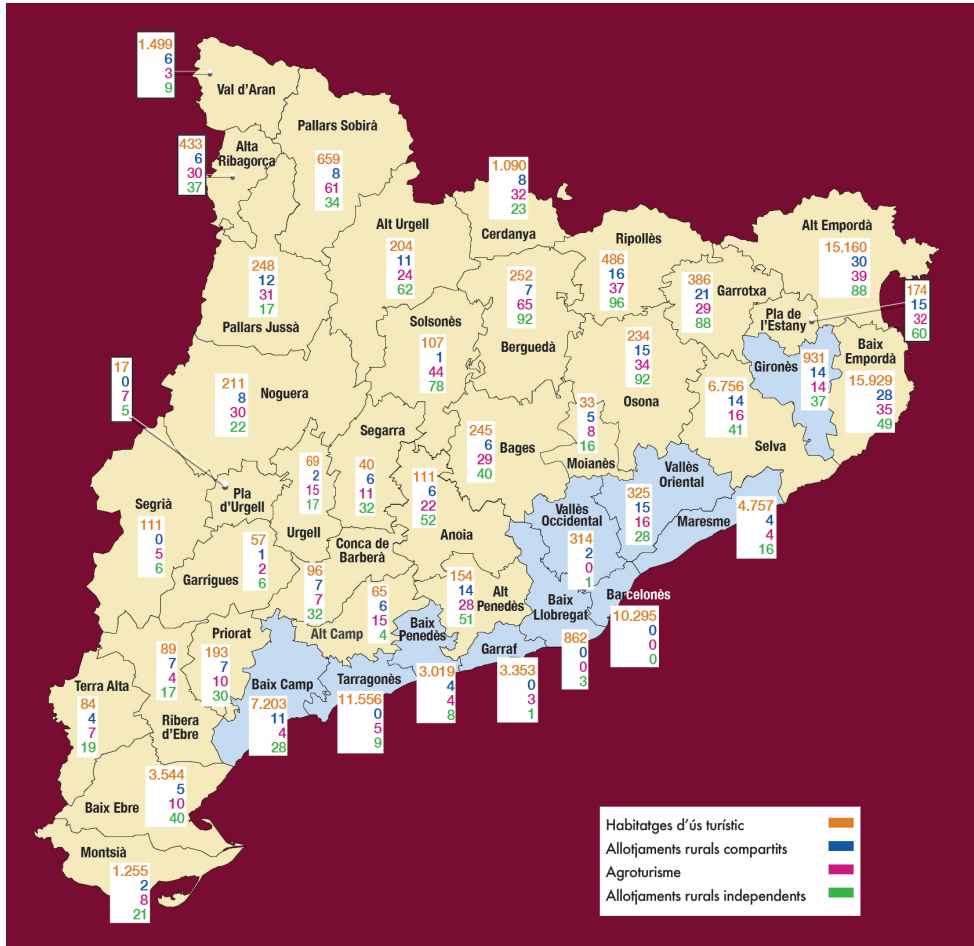 1.499
6
3
9
Val d'Aran
Pallars Sobirà
659
8
61
34
Alta
Ribagorça
433
6
30
37
1.090
8
32
23
Cerdanya
Alt Urgell
204
11
24
62
Ripollès
486
16
37
96
Alt Empordà
15.160
30
39
88
386
21
29
88
Garrotxa
174
15
32
60
Pla de
l'Estany
248
12
31
17
Pallars Jussà
252
7
65
92
Berguedà
Solsonès
107
1
44
78
234
15
34
92
Osona
Gironès
931
14
14
37
Baix
Empordà
15.929
28
35
49
6.756
14
16
41
Selva
17
0
7
5
Pla
d'Urgell
211
8
30
22
Noguera
33
5
8
16
Moianès
Segarra
40
6
11
32
245
6
29
40
Bages
69
2
15
17
Urgell
111
6
22
52
Anoia
Segrià
111
0
5
6
Vallès
Oriental
325
15
16
28
Vallès
Occidental
314
2
0
1
Maresme
4.757
4
4
16
57
1
2
6
Garrigues
Conca de
Barberà
96
7
7
32
65
6
15
4
Alt Camp
154
14
28
51
Alt
Penedès
Baix
Llobregat
862
0
0
3
Barcelonès
10.295
0
0
0
Baix
Penedès
3.019
4
4
8
Garraf
3.353
0
3
1
Priorat
193
7
10
30
89
7
4
17
Ribera
d'Ebre
Terra Alta
84
4
7
19
Baix Camp
7.203
11
4
28
Tarragonès
11.556
0
5
9
3.544
5
10
40
Baix Ebre
Montsià
1.255
2
8
21
Habitatges d'ús turístic
Allotjaments rurals compartits
Agroturisme
Allotjaments rurals independents